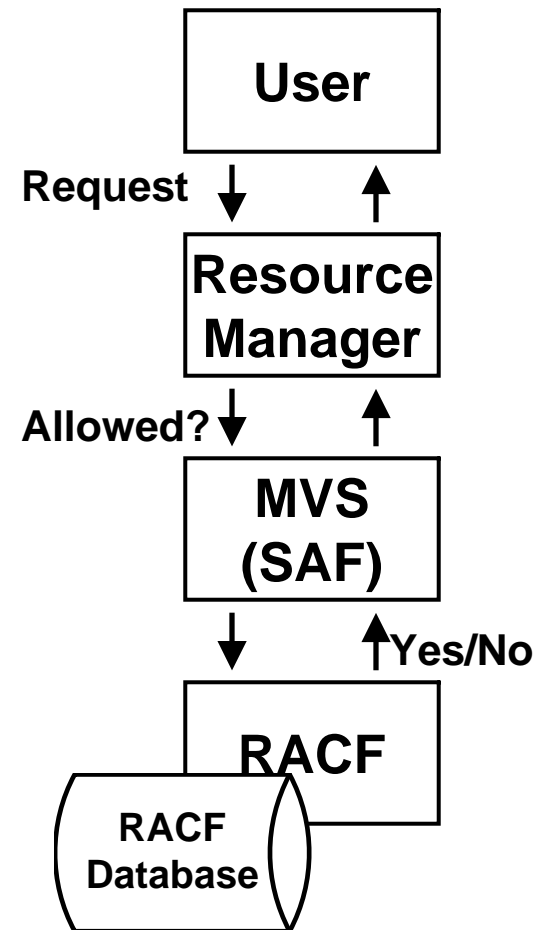 User
Request
Resource
Manager
Allowed?
MVS
(SAF)
Yes/No
RACF
RACF
Database